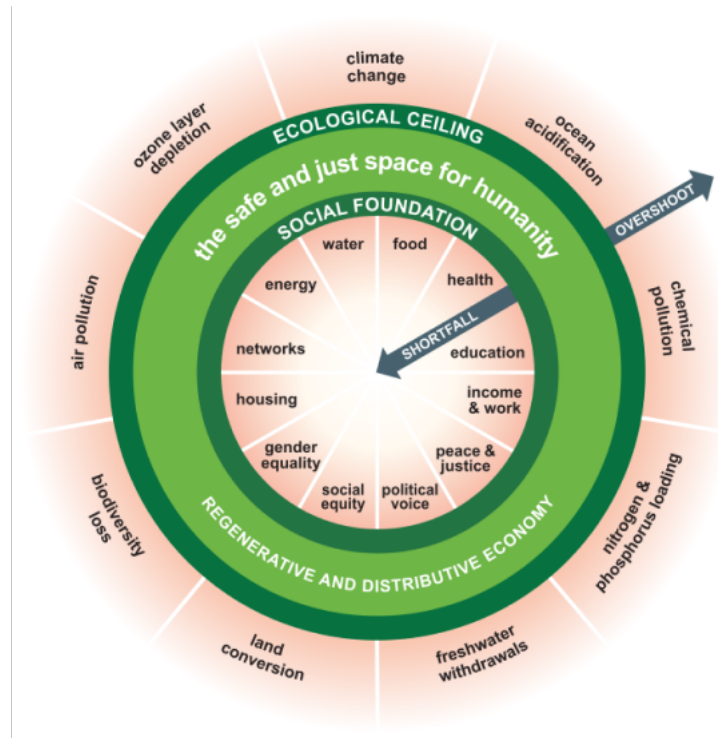 climate
change
ocean
acidification
OVERSHOOT
chemical
pollution
nitrogen &
phosphorus loading
freshwater
withdrawals
land
conversion
biodiversity
loss
air pollution
ozone layer
depletion
ECOLOGICAL CEILING
the safe and just space for humanity
SOCIAL FOUNDATION
water
food
health
SHORTFALL
education
income
& work
peace &
justice
political
voice
social
equity
gender
equality
housing
networks
energy
REGENERATIVE AND DISTRIBUTIVE ECONOMY